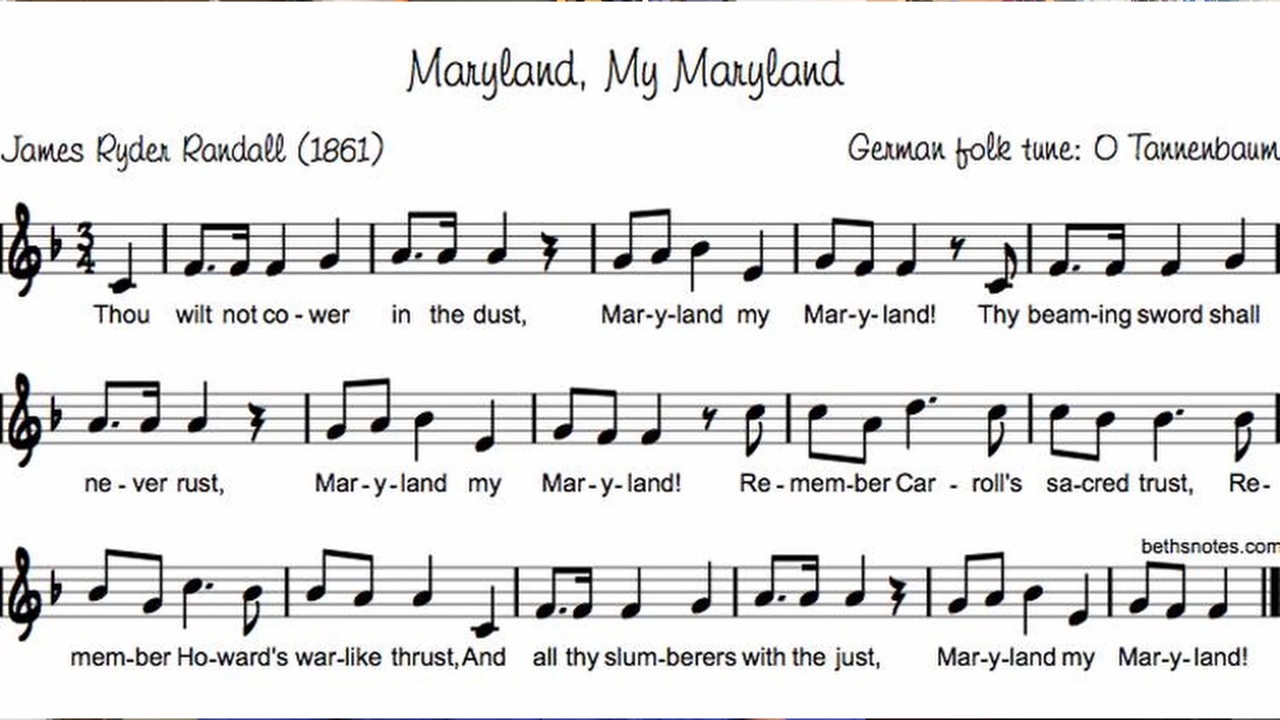 Maryland, My Maryland
James Ryder Randall (1861) German folk tune: O Tannenbaum
3
4
Thou wilt not co - wer in the dust, Mar-y-land my Mar-y-land! Thy beam-ing sword shall
ne - ver rust, Mar-y-land my Mar-y-land! Re - mem-ber Car - roll's sa-cred trust, Re-
bethsnotes.com
mem-ber Ho-ward's war-like thrust, And all thy slum-berers with the just, Mar-y-land my Mar-y-land!